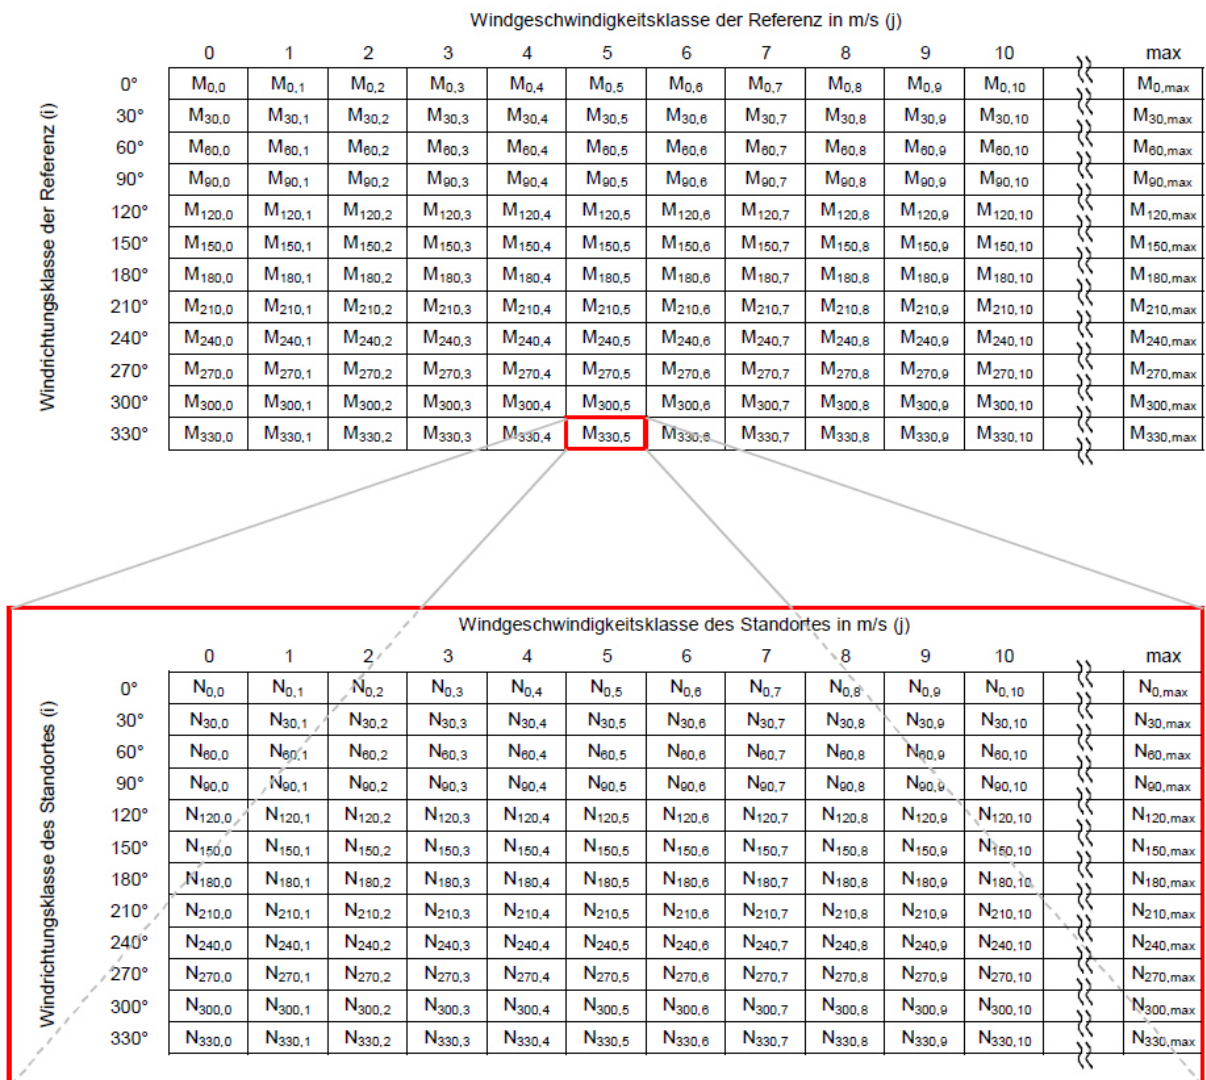 Windgeschwindigkeitsklasse der Referenz in m/s (j)
0 1 2 3 4 5 6 7 8 9 10 max
Windrichtungsklasse der Referenz (i)
0° M0,0 M0,1 M0,2 M0,3 M0,4 M0,5 M0,6 M0,7 M0,8 M0,9 M0,10 M0,max
30° M30,0 M30,1 M30,2 M30,3 M30,4 M30,5 M30,6 M30,7 M30,8 M30,9 M30,10 M30,max
60° M60,0 M60,1 M60,2 M60,3 M60,4 M60,5 M60,6 M60,7 M60,8 M60,9 M60,10 M60,max
90° M90,0 M90,1 M90,2 M90,3 M90,4 M90,5 M90,6 M90,7 M90,8 M90,9 M90,10 M90,max
120° M120,0 M120,1 M120,2 M120,3 M120,4 M120,5 M120,6 M120,7 M120,8 M120,9 M120,10 M120,max
150° M150,0 M150,1 M150,2 M150,3 M150,4 M150,5 M150,6 M150,7 M150,8 M150,9 M150,10 M150,max
180° M180,0 M180,1 M180,2 M180,3 M180,4 M180,5 M180,6 M180,7 M180,8 M180,9 M180,10 M180,max
210° M210,0 M210,1 M210,2 M210,3 M210,4 M210,5 M210,6 M210,7 M210,8 M210,9 M210,10 M210,max
240° M240,0 M240,1 M240,2 M240,3 M240,4 M240,5 M240,6 M240,7 M240,8 M240,9 M240,10 M240,max
270° M270,0 M270,1 M270,2 M270,3 M270,4 M270,5 M270,6 M270,7 M270,8 M270,9 M270,10 M270,max
300° M300,0 M300,1 M300,2 M300,3 M300,4 M300,5 M300,6 M300,7 M300,8 M300,9 M300,10 M300,max
330° M330,0 M330,1 M330,2 M330,3 M330,4 M330,5 M330,6 M330,7 M330,8 M330,9 M330,10 M330,max
Windgeschwindigkeitsklasse des Standortes in m/s (j)
0 1 2 3 4 5 6 7 8 9 10 max
Windrichtungsklasse des Standortes (i)
0° N0,0 N0,1 N0,2 N0,3 N0,4 N0,5 N0,6 N0,7 N0,8 N0,9 N0,10 N0,max
30° N30,0 N30,1 N30,2 N30,3 N30,4 N30,5 N30,6 N30,7 N30,8 N30,9 N30,10 N30,max
60° N60,0 N60,1 N60,2 N60,3 N60,4 N60,5 N60,6 N60,7 N60,8 N60,9 N60,10 N60,max
90° N90,0 N90,1 N90,2 N90,3 N90,4 N90,5 N90,6 N90,7 N90,8 N90,9 N90,10 N90,max
120° N120,0 N120,1 N120,2 N120,3 N120,4 N120,5 N120,6 N120,7 N120,8 N120,9 N120,10 N120,max
150° N150,0 N150,1 N150,2 N150,3 N150,4 N150,5 N150,6 N150,7 N150,8 N150,9 N150,10 N150,max
180° N180,0 N180,1 N180,2 N180,3 N180,4 N180,5 N180,6 N180,7 N180,8 N180,9 N180,10 N180,max
210° N210,0 N210,1 N210,2 N210,3 N210,4 N210,5 N210,6 N210,7 N210,8 N210,9 N210,10 N210,max
240° N240,0 N240,1 N240,2 N240,3 N240,4 N240,5 N240,6 N240,7 N240,8 N240,9 N240,10 N240,max
270° N270,0 N270,1 N270,2 N270,3 N270,4 N270,5 N270,6 N270,7 N270,8 N270,9 N270,10 N270,max
300° N300,0 N300,1 N300,2 N300,3 N300,4 N300,5 N300,6 N300,7 N300,8 N300,9 N300,10 N300,max
330° N330,0 N330,1 N330,2 N330,3 N330,4 N330,5 N330,6 N330,7 N330,8 N330,9 N330,10 N330,max